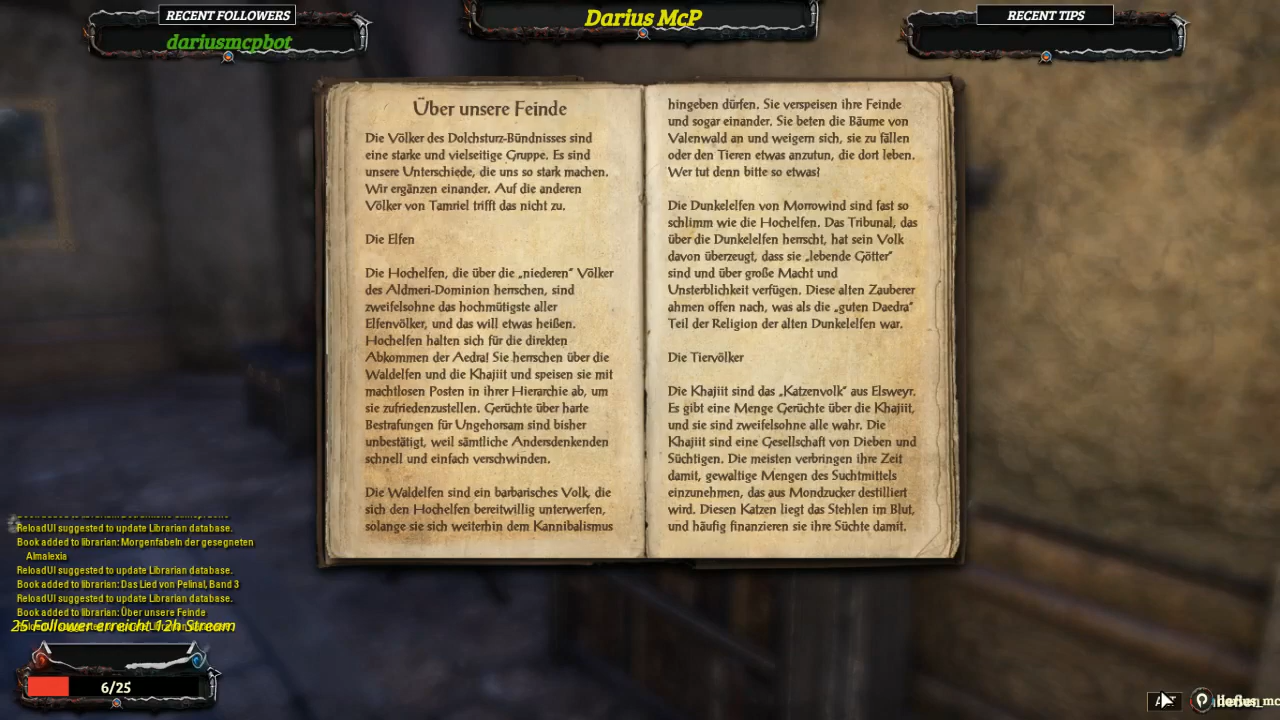 RECENT FOLLOWERS
dariusmcpbot
Darius McP
RECENT TIPS
Über unsere Feinde
Die Völker des Dolchsturz-Bündnisses sind
eine starke und vielseitige Gruppe. Es sind
unsere Unterschiede, die uns so stark machen.
Wir ergänzen einander. Auf die anderen
Völker von Tamriel trifft das nicht zu.
Die Elfen
Die Hochelfen, die über die „niederen“ Völker
des Aldmeri-Dominion herrschen, sind
zweifelsohne das hochmütigste aller
Elfenvölker, und das will etwas heißen.
Hochelfen halten sich für die direkten
Abkommen der Aedra! Sie herrschen über die
Waldelfen und die Khajiit und speisen sie mit
machtlosen Posten in ihrer Hierarchie ab, um
sie zufriedenzustellen. Gerüchte über harte
Bestrafungen für Ungehorsam sind bisher
unbestätigt, weil sämtliche Andersdenkenden
schnell und einfach verschwinden.
Die Waldelfen sind ein barbarisches Volk, die
sich den Hochelfen bereitwillig unterwerfen,
solange sie sich weiterhin dem Kannibalismus
hingeben dürfen. Sie verspeisen ihre Feinde
und sogar einander. Sie beten die Bäume von
Valenwald an und weigern sich, sie zu fällen
oder den Tieren etwas anzutun, die dort leben.
Wer tut denn bitte so etwas?
Die Dunkelelfen von Morrowind sind fast so
schlimm wie die Hochelfen. Das Tribunal, das
über die Dunkelelfen herrscht, hat sein Volk
davon überzeugt, dass sie „lebende Götter“
sind und über große Macht und
Unsterblichkeit verfügen. Diese alten Zauberer
ahmen offen nach, was als die „guten Daedra“
Teil der Religion der alten Dunkelelfen war.
Die Tiervölker
Die Khajiit sind das „Katzenvolk“ aus Elsweyr.
Es gibt eine Menge Gerüchte über die Khajiit,
und sie sind zweifelsohne alle wahr. Die
Khajiit sind eine Gesellschaft von Dieben und
Süchtigen. Die meisten verbringen ihre Zeit
damit, gewaltige Mengen des Suchtmittels
einzunehmen, das aus Mondzucker destilliert
wird. Diesen Katzen liegt das Stehlen im Blut,
und häufig finanzieren sie ihre Süchte damit.
ReloadUI suggested to update Librarian database.
Book added to librarian: Morgenfabeln der gesegneten
Almalexia
ReloadUI suggested to update Librarian database.
Book added to librarian: Das Lied von Pelinal, Band 3
ReloadUI suggested to update Librarian database.
Book added to librarian: Über unsere Feinde
25 Follower erreicht 12h Stream
6/25